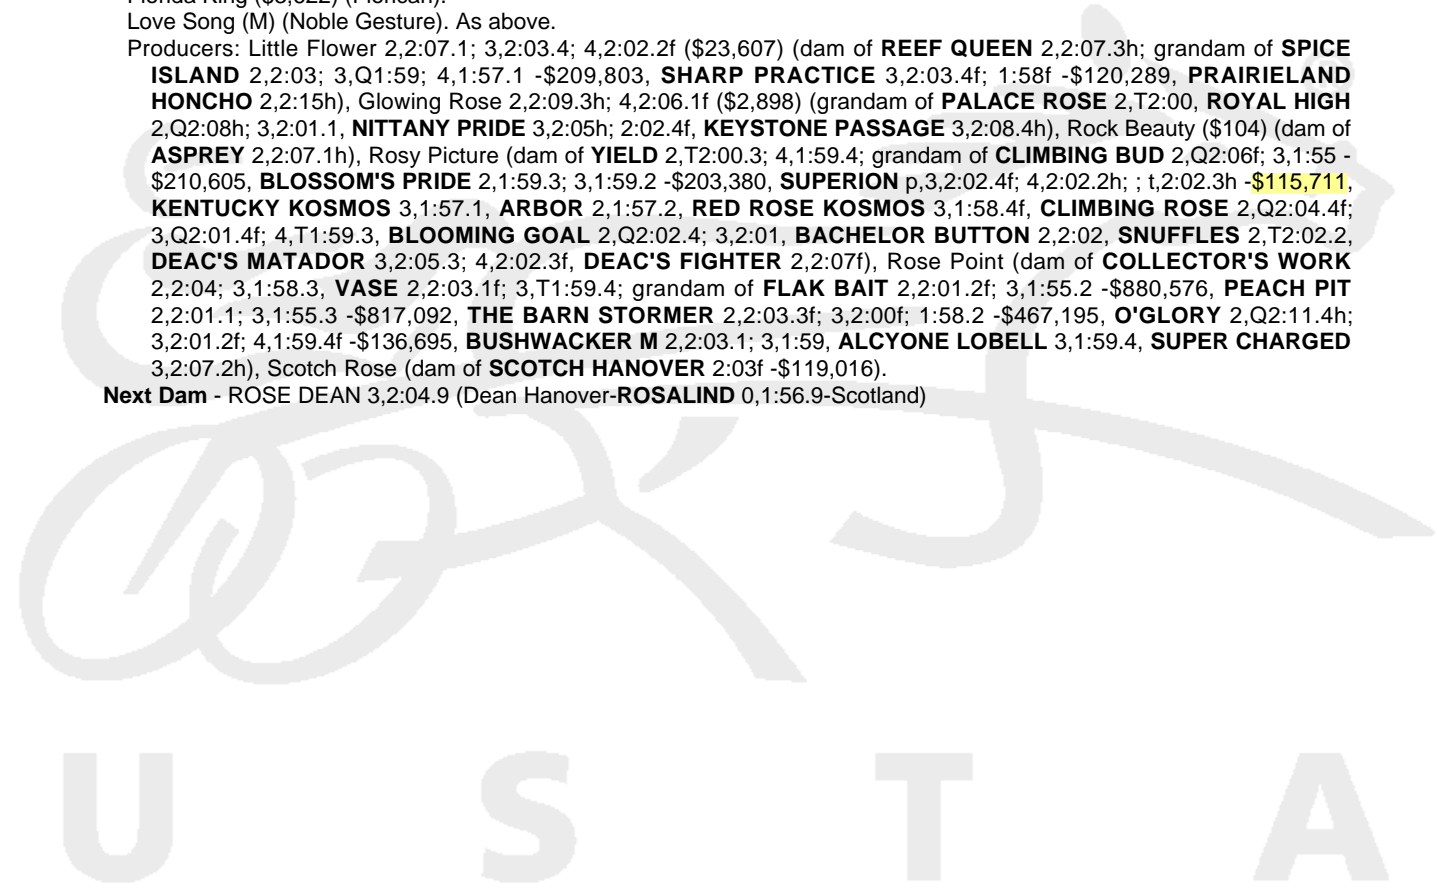 Love Song (M) (Noble Gesture). As above.
Producers: Little Flower 2,2:07.1; 3,2:03.4; 4,2:02.2f ($23,607) (dam of REEF QUEEN 2,2:07.3h; grandam of SPICE
ISLAND 2,2:03; 3,Q1:59; 4,1:57.1 -$209,803, SHARP PRACTICE 3,2:03.4f; 1:58f -$120,289, PRAIRIELAND
HONCHO 2,2:15h), Glowing Rose 2,2:09.3h; 4,2:06.1f ($2,898) (grandam of PALACE ROSE 2,T2:00, ROYAL HIGH
2,Q2:08h; 3,2:01.1, NITTANY PRIDE 3,2:05h; 2:02.4f, KEYSTONE PASSAGE 3,2:08.4h), Rock Beauty ($104) (dam of
ASPREY 2,2:07.1h), Rosy Picture (dam of YIELD 2,T2:00.3; 4,1:59.4; grandam of CLIMBING BUD 2,Q2:06f; 3,1:55 -
$210,605, BLOSSOM'S PRIDE 2,1:59.3; 3,1:59.2 -$203,380, SUPERION p,3,2:02.4f; 4,2:02.2h; ; t,2:02.3h -$115,711,
KENTUCKY KOSMOS 3,1:57.1, ARBOR 2,1:57.2, RED ROSE KOSMOS 3,1:58.4f, CLIMBING ROSE 2,Q2:04.4f;
3,Q2:01.4f; 4,T1:59.3, BLOOMING GOAL 2,Q2:02.4; 3,2:01, BACHELOR BUTTON 2,2:02, SNUFFLES 2,T2:02.2,
DEAC'S MATADOR 3,2:05.3; 4,2:02.3f, DEAC'S FIGHTER 2,2:07f), Rose Point (dam of COLLECTOR'S WORK
2,2:04; 3,1:58.3, VASE 2,2:03.1f; 3,T1:59.4; grandam of FLAK BAIT 2,2:01.2f; 3,1:55.2 -$880,576, PEACH PIT
2,2:01.1; 3,1:55.3 -$817,092, THE BARN STORMER 2,2:03.3f; 3,2:00f; 1:58.2 -$467,195, O'GLORY 2,Q2:11.4h;
3,2:01.2f; 4,1:59.4f -$136,695, BUSHWACKER M 2,2:03.1; 3,1:59, ALCYONE LOBELL 3,1:59.4, SUPER CHARGED
3,2:07.2h), Scotch Rose (dam of SCOTCH HANOVER 2:03f -$119,016).
Next Dam - ROSE DEAN 3,2:04.9 (Dean Hanover-ROSALIND 0,1:56.9-Scotland)
U S T A